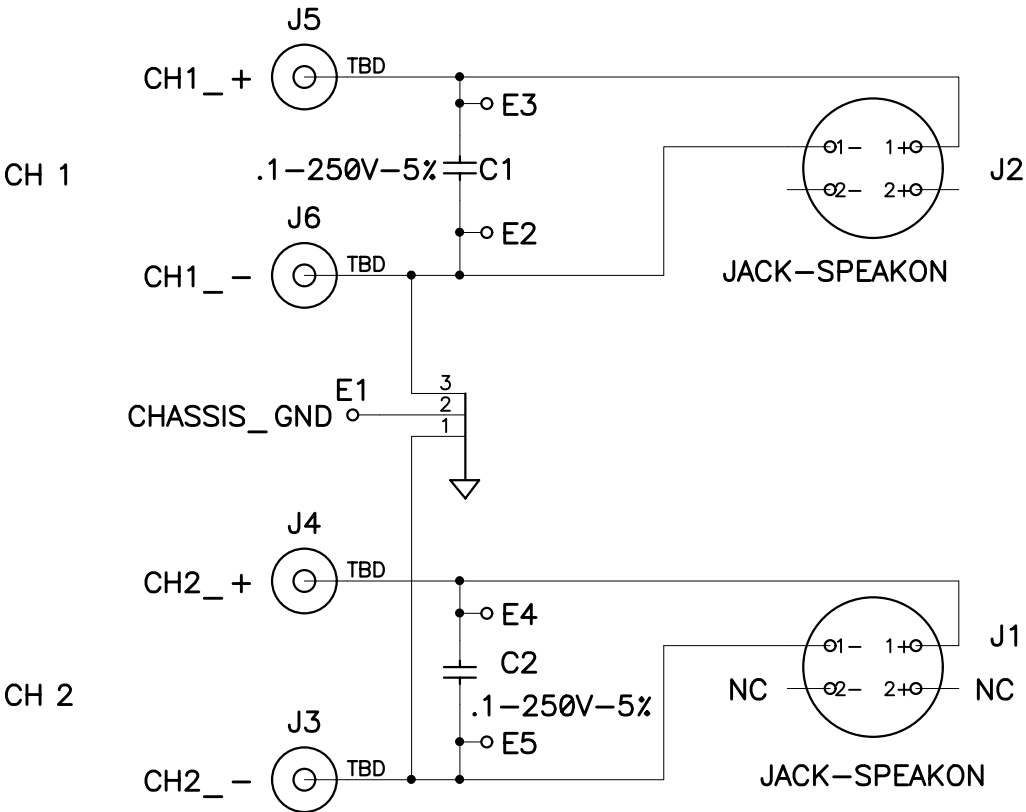 J5
CH1_+ TBD
E3
1- 1+
CH 1 .1-250V-5% C1 J2
2- 2+
J6
E2
CH1_- TBD JACK-SPEAKON
3
E1 2
CHASSIS_GND
1
J4
CH2_+ TBD
E4
J1
1- 1+
C2
CH 2 NC 2- 2+ NC
.1-250V-5%
J3
E5
CH2_- TBD JACK-SPEAKON